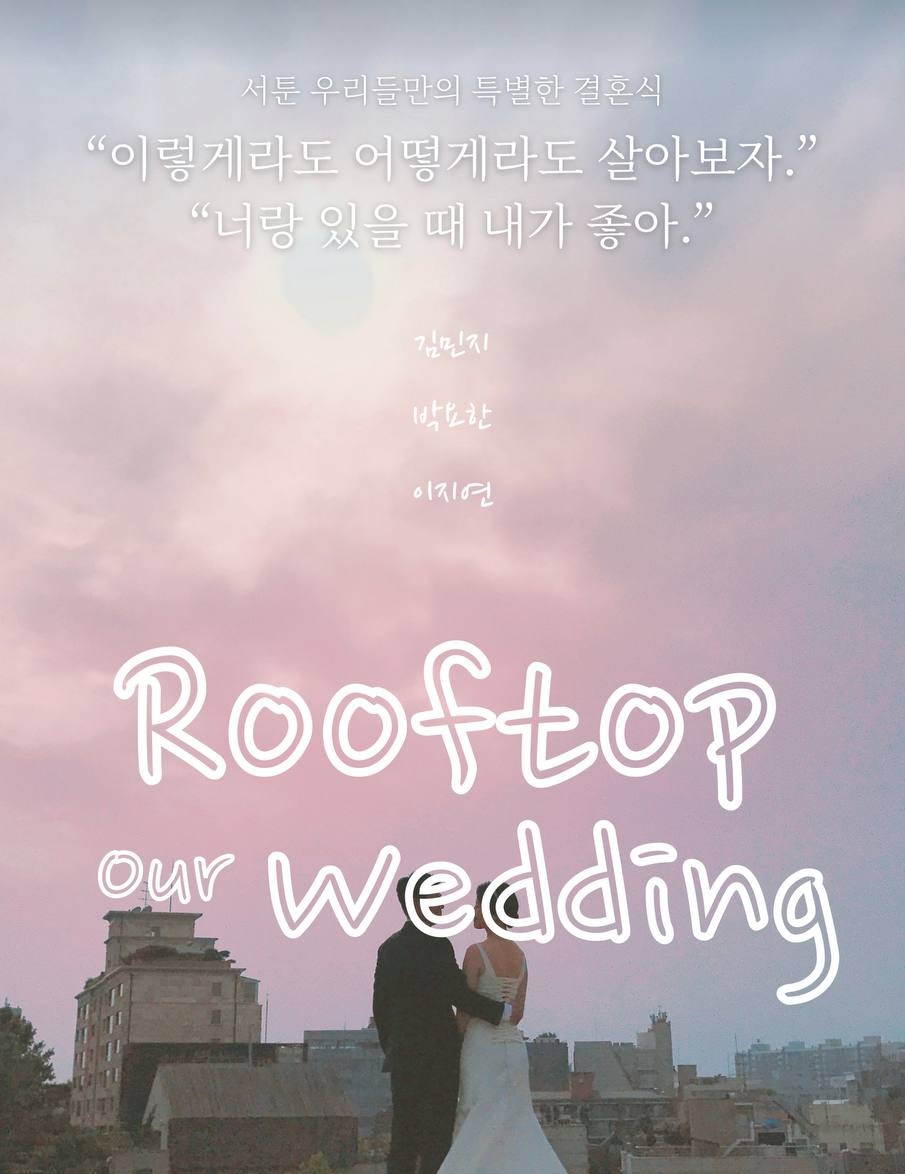 서툰 우리들만의 특별한 결혼식
“이렇게라도 어떻게라도 살아보자.”
“너랑 있을 때 내가 좋아.”
김민지
박요한
이지연
Rooftop
our wedding